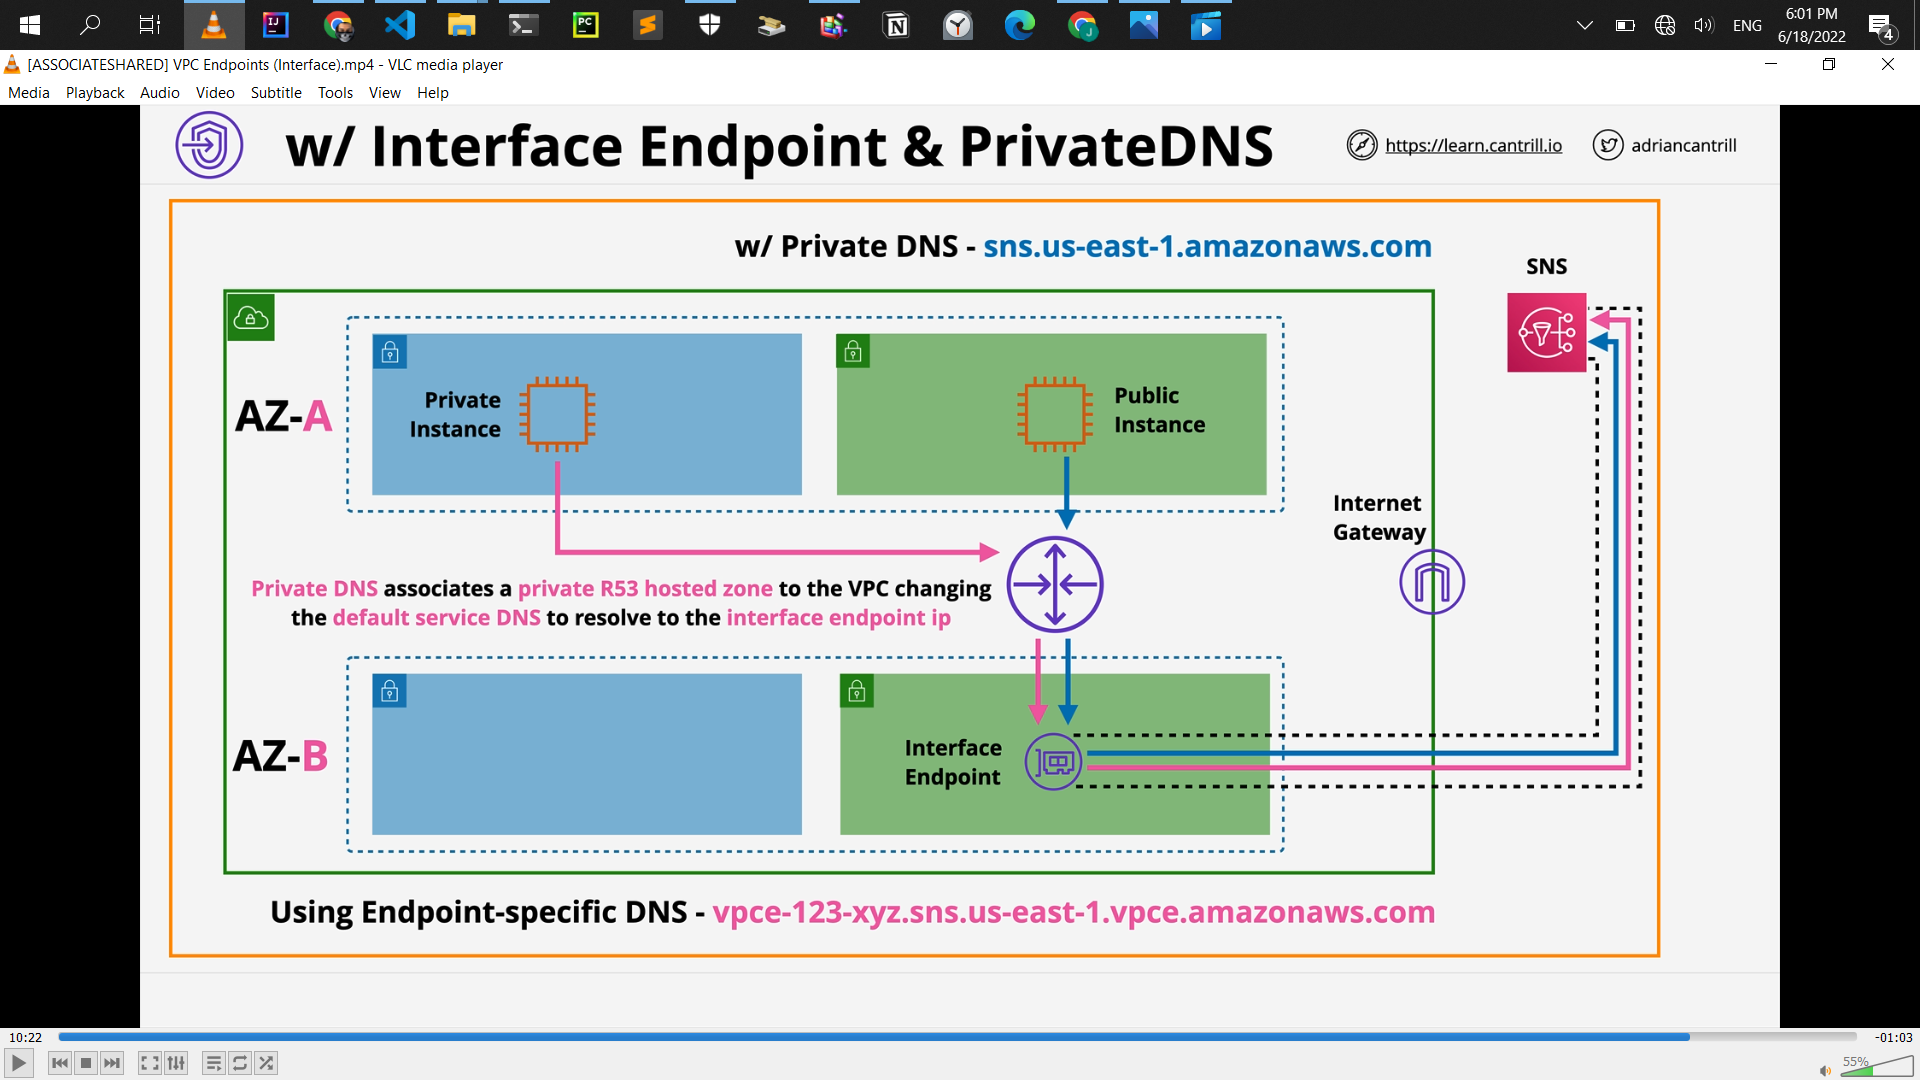 ENG
6:01 PM
6/18/2022
4
[ASSOCIATESHARED] VPC Endpoints (Interface).mp4 - VLC media player
Media Playback Audio Video Subtitle Tools View Help
w/ Interface Endpoint & PrivateDNS
https://learn.cantrill.io
adriancantrill
w/ Private DNS - sns.us-east-1.amazonaws.com
SNS
AZ-A
Private
Instance
Public
Instance
Internet
Gateway
Private DNS associates a private R53 hosted zone to the VPC changing
the default service DNS to resolve to the interface endpoint ip
AZ-B
Interface
Endpoint
Using Endpoint-specific DNS - vpce-123-xyz.sns.us-east-1.vpce.amazonaws.com
10:22
-01:03
55%